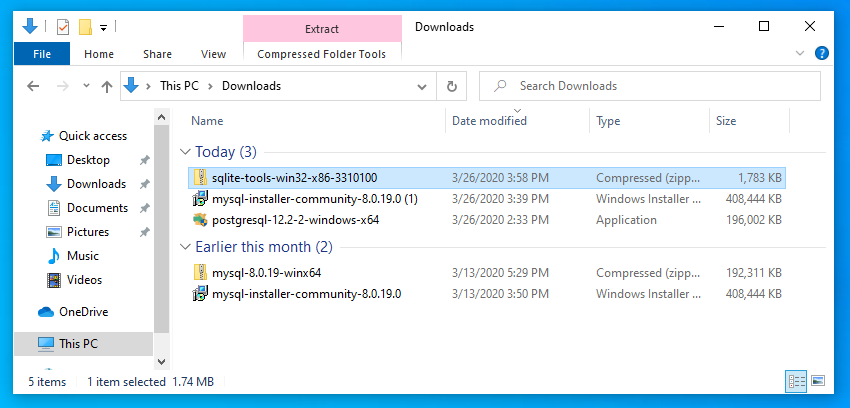 Extract Downloads
File Home Share View Compressed Folder Tools
This PC Downloads Search Downloads
Name Date modified Type Size
Quick access
Desktop
Downloads
Documents
Pictures
Music
Videos
OneDrive
This PC
Today (3)
sqlite-tools-win32-x86-3310100 3/26/2020 3:58 PM Compressed (zipp... 1,783 KB
mysql-installer-community-8.0.19.0 (1) 3/26/2020 3:39 PM Windows Installer ... 408,444 KB
postgresql-12.2-2-windows-x64 3/26/2020 2:33 PM Application 196,002 KB
Earlier this month (2)
mysql-8.0.19-winx64 3/13/2020 5:29 PM Compressed (zipp... 192,311 KB
mysql-installer-community-8.0.19.0 3/13/2020 3:50 PM Windows Installer ... 408,444 KB
5 items 1 item selected 1.74 MB